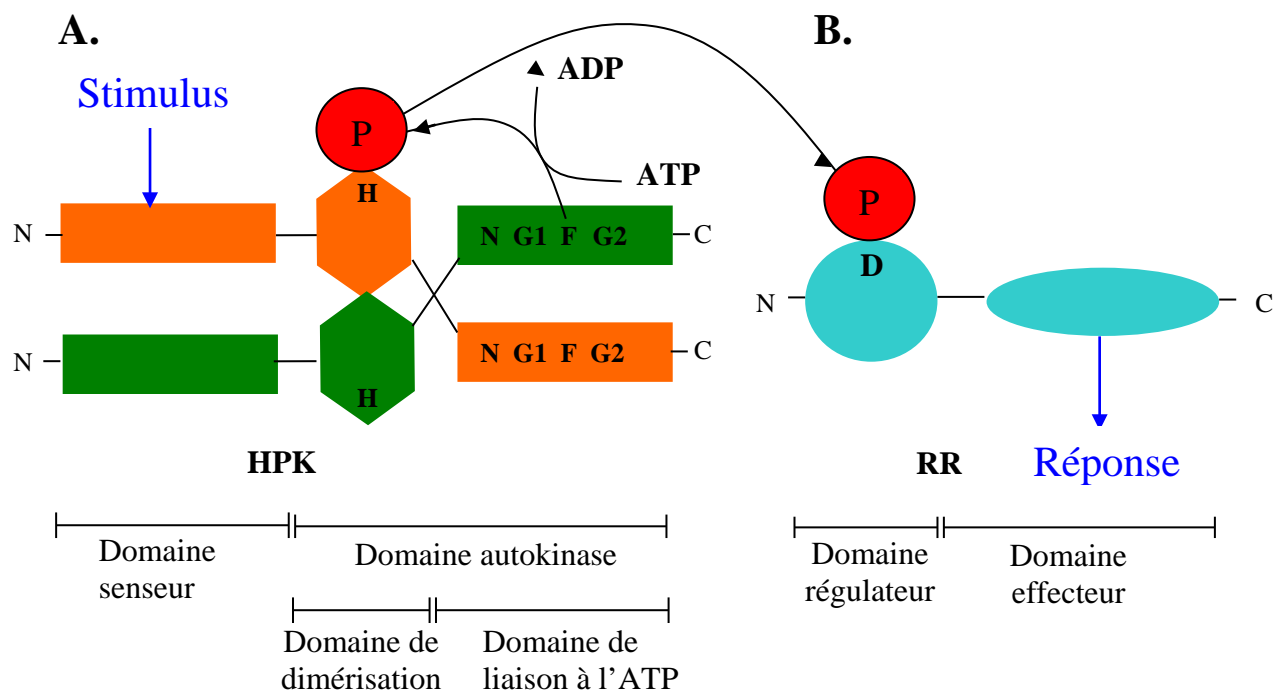 A.
B.
Stimulus
ADP
P
ATP
P
H
N
N G1 F G2
C
D
N
C
N
N G1 F G2
C
H
HPK
RR
Réponse
Domaine
senseur
Domaine autokinase
Domaine
régulateur
Domaine
effecteur
Domaine de
dimérisation
Domaine de
liaison à l’ATP